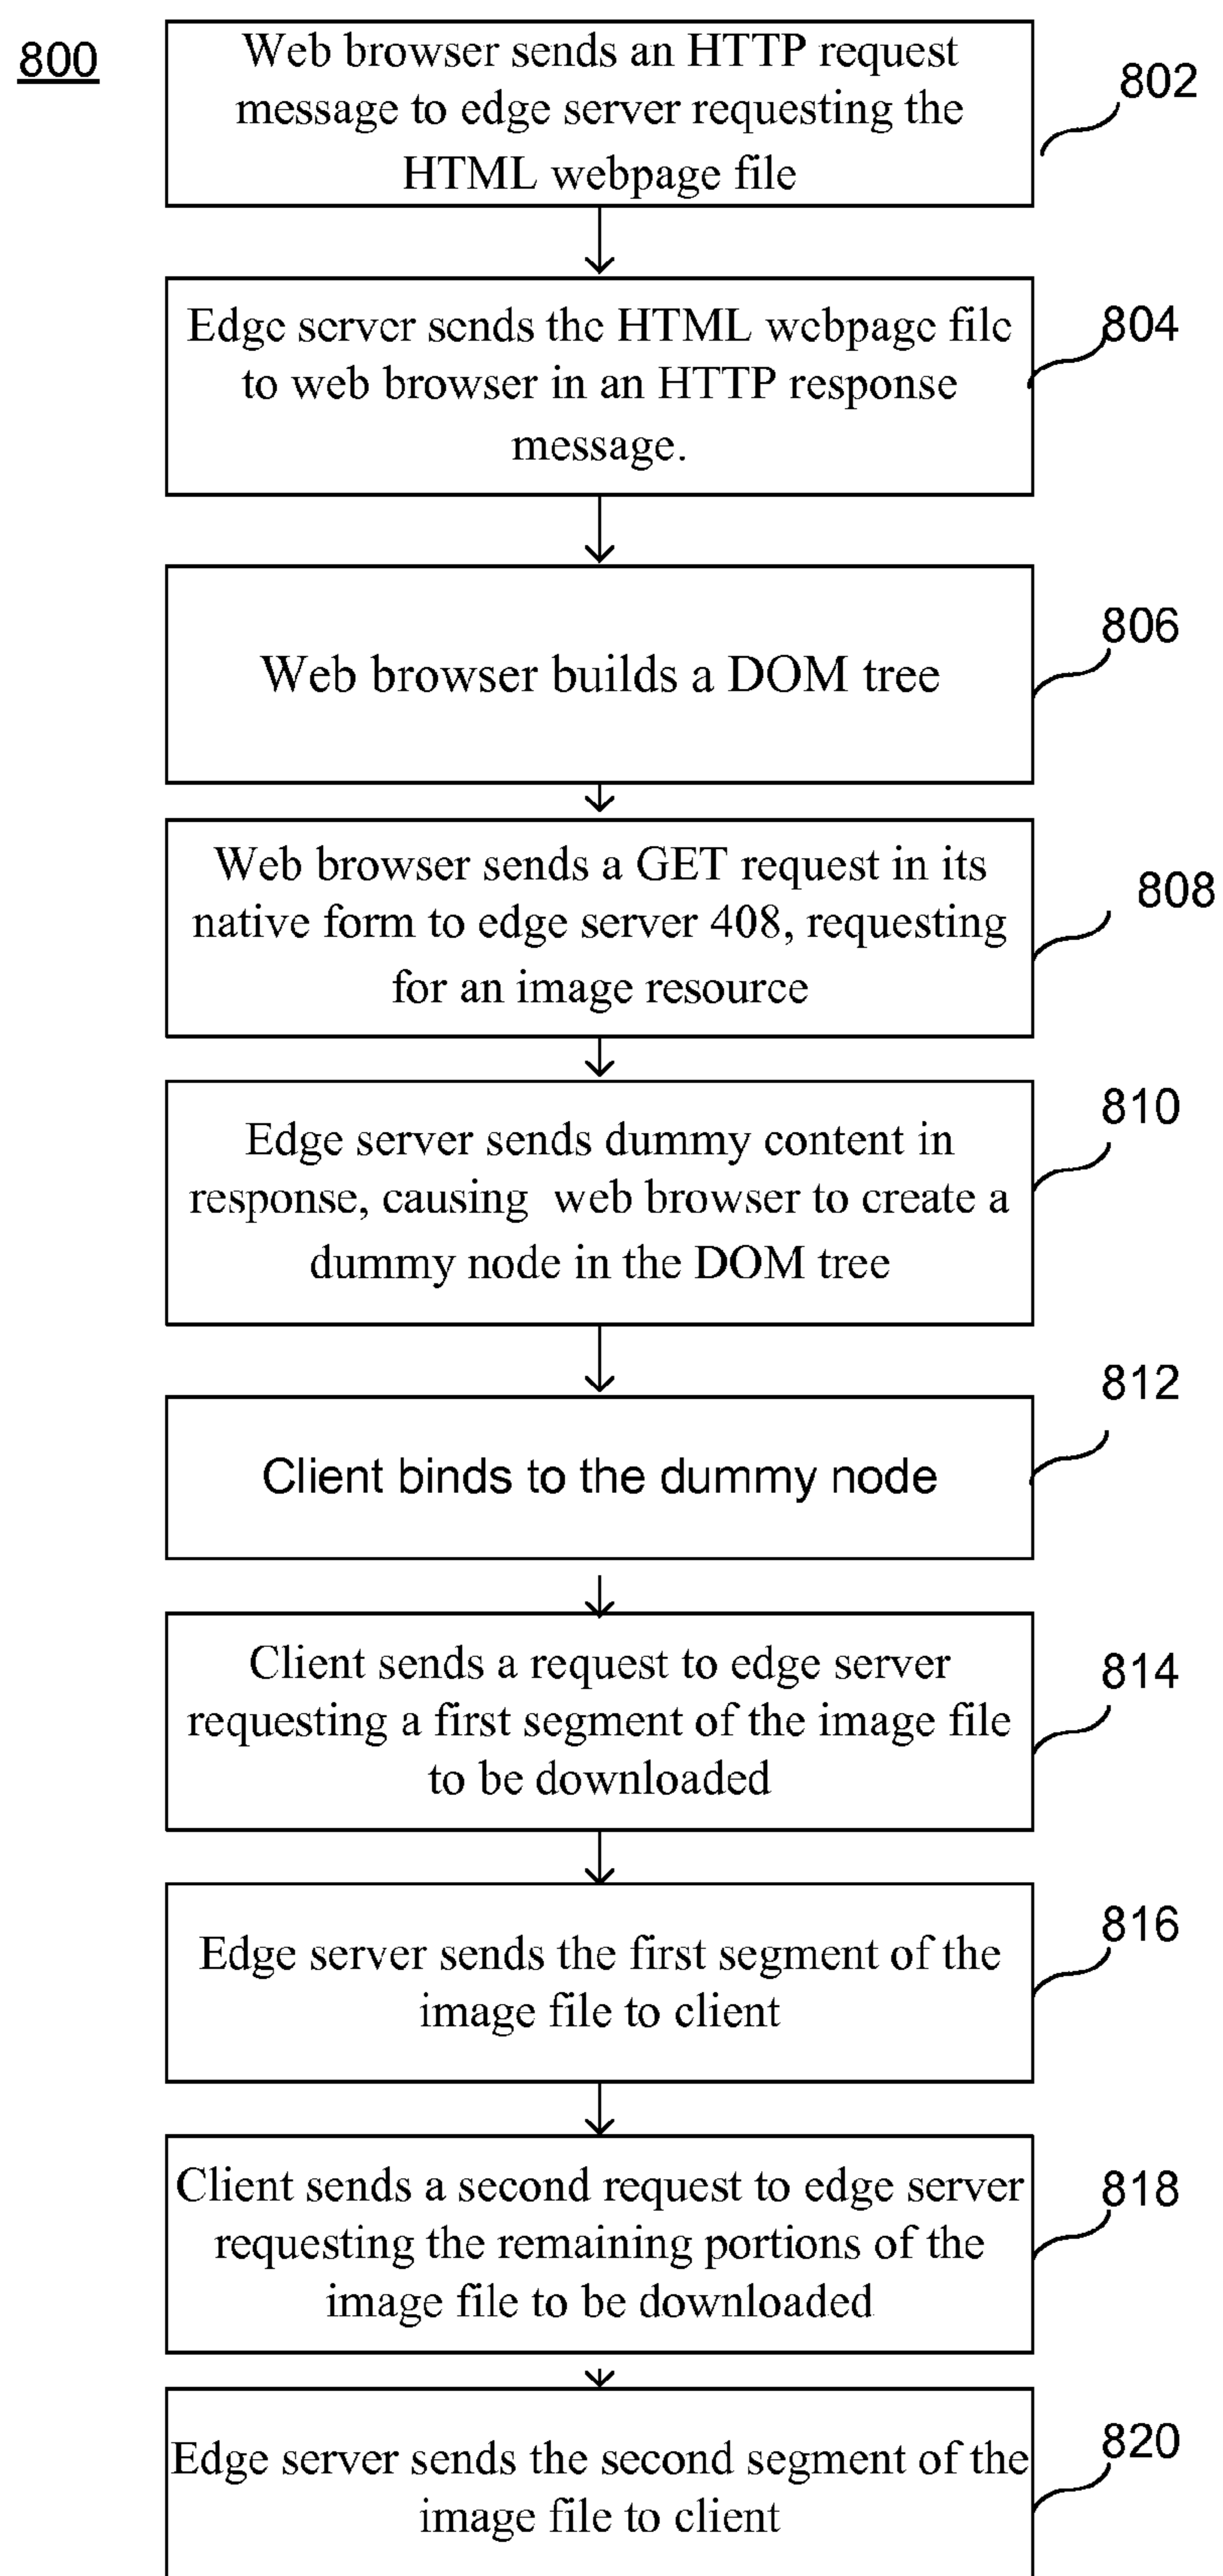 800
Web browser sends an HTTP request
message to edge server requesting the
HTML webpage file
802
Edge server sends the HTML webpage file
to web browser in an HTTP response
message.
804
Web browser builds a DOM tree
806
Web browser sends a GET request in its
native form to edge server 408, requesting
for an image resource
808
Edge server sends dummy content in
response, causing web browser to create a
dummy node in the DOM tree
810
Client binds to the dummy node
812
Client sends a request to edge server
requesting a first segment of the image file
to be downloaded
814
Edge server sends the first segment of the
image file to client
816
Client sends a second request to edge server
requesting the remaining portions of the
image file to be downloaded
818
Edge server sends the second segment of the
image file to client
820